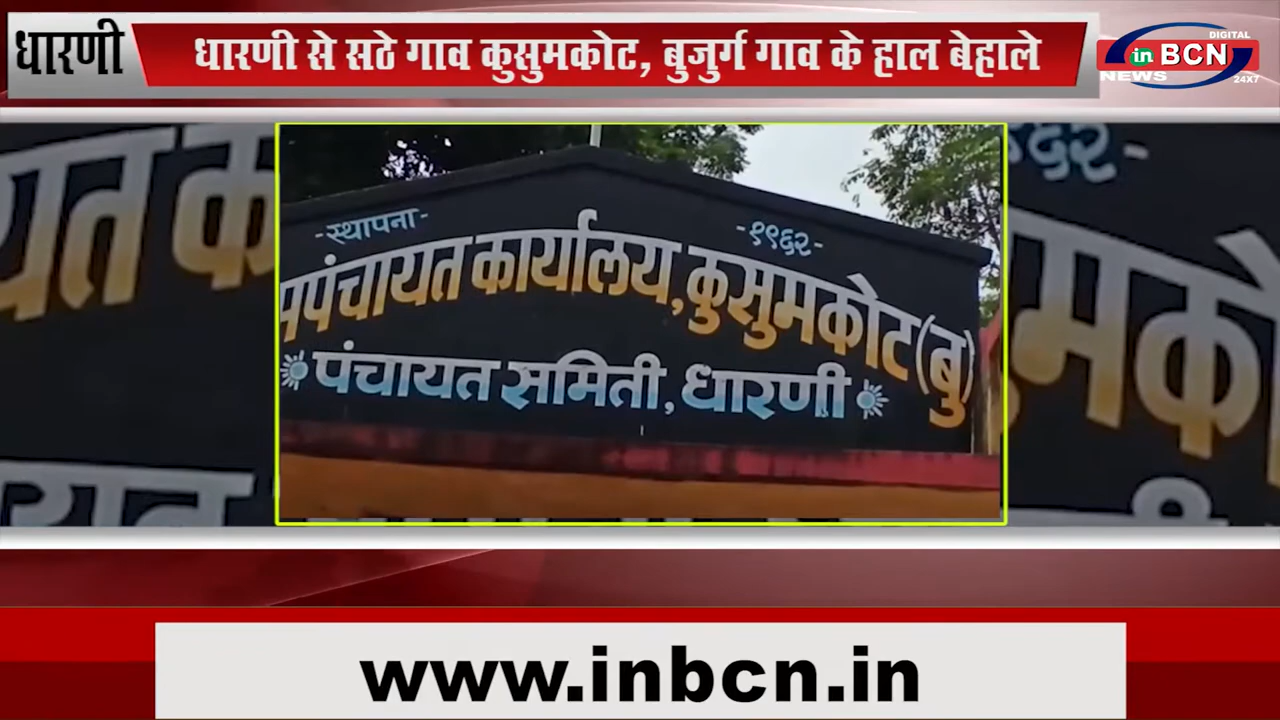 धारणी
धारणी से सठे गाव कुसुमकोट, बुजुर्ग गाव के हाल बेहाले
DIGITAL
in BCN
NEWS 24X7
-स्थापना- -१९६२-
पंचायत कार्यालय, कुसुमकोट (बु)
पंचायत समिती, धारणी
www.inbcn.in